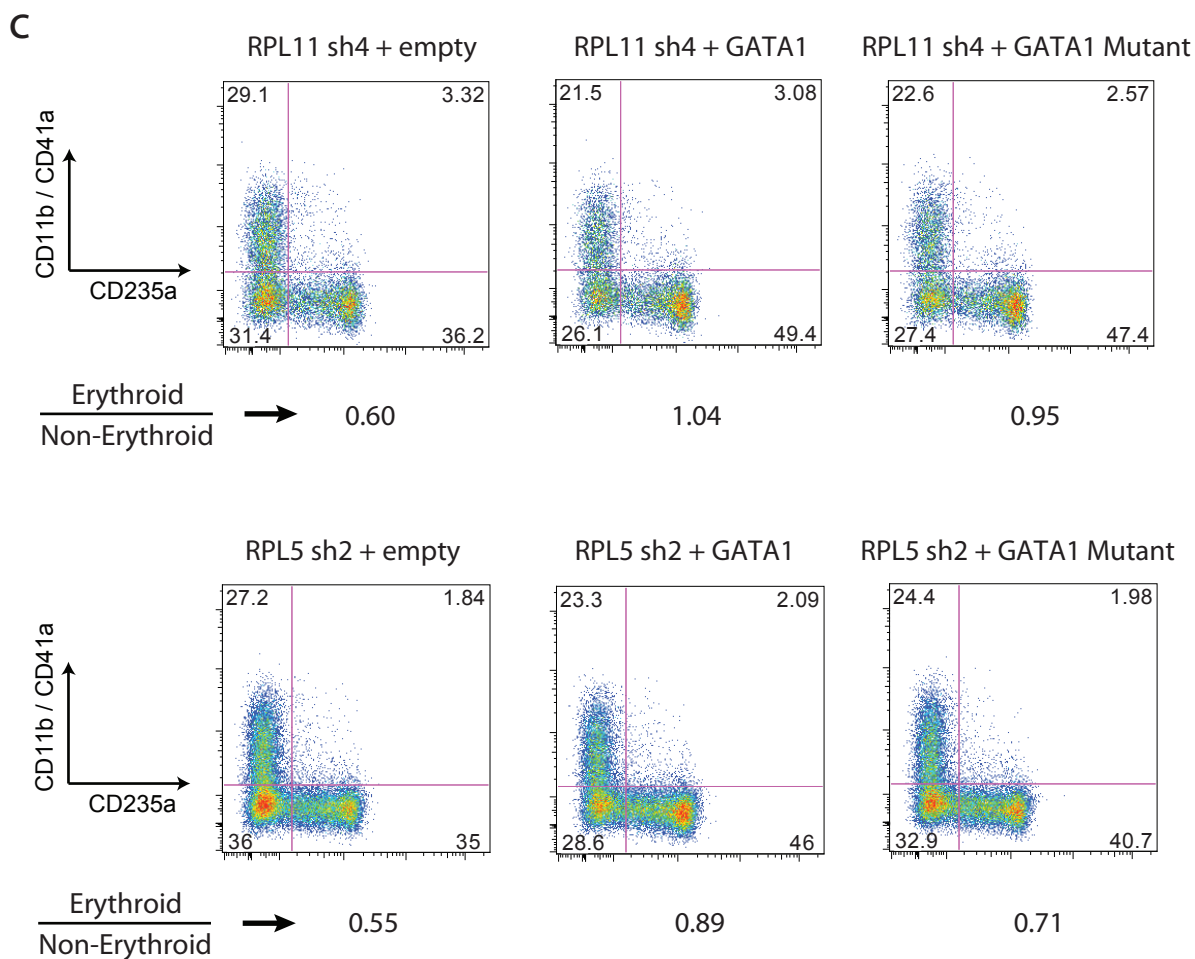 C
RPL11 sh4 + empty
RPL11 sh4 + GATA1
RPL11 sh4 + GATA1 Mutant
CD11b / CD41a
CD235a
29.1
3.32
31.4
36.2
21.5
3.08
26.1
49.4
22.6
2.57
27.4
47.4
Erythroid
Non-Erythroid
0.60
1.04
0.95
RPL5 sh2 + empty
RPL5 sh2 + GATA1
RPL5 sh2 + GATA1 Mutant
CD11b / CD41a
CD235a
27.2
1.84
36
35
23.3
2.09
28.6
46
24.4
1.98
32.9
40.7
Erythroid
Non-Erythroid
0.55
0.89
0.71